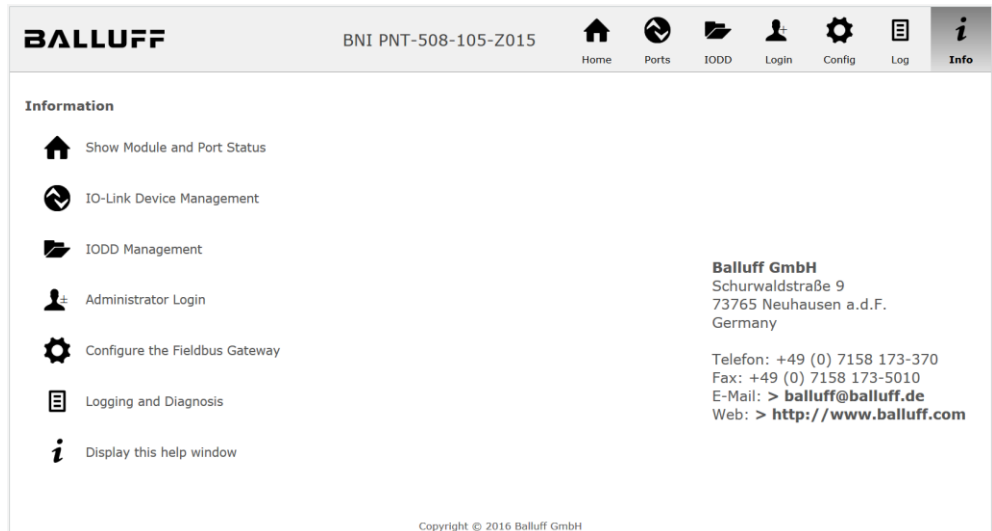 BALLUFF
BNI PNT-508-105-Z015
Home
Ports
IODD
Login
Config
Log
Info
Information
Show Module and Port Status
IO-Link Device Management
IODD Management
Administrator Login
Configure the Fieldbus Gateway
Logging and Diagnosis
Display this help window
Balluff GmbH
Schurwaldstraße 9
73765 Neuhausen a.d.F.
Germany
Telefon: +49 (0) 7158 173-370
Fax: +49 (0) 7158 173-5010
E-Mail: > balluff@balluff.de
Web: > http://www.balluff.com
Copyright © 2016 Balluff GmbH